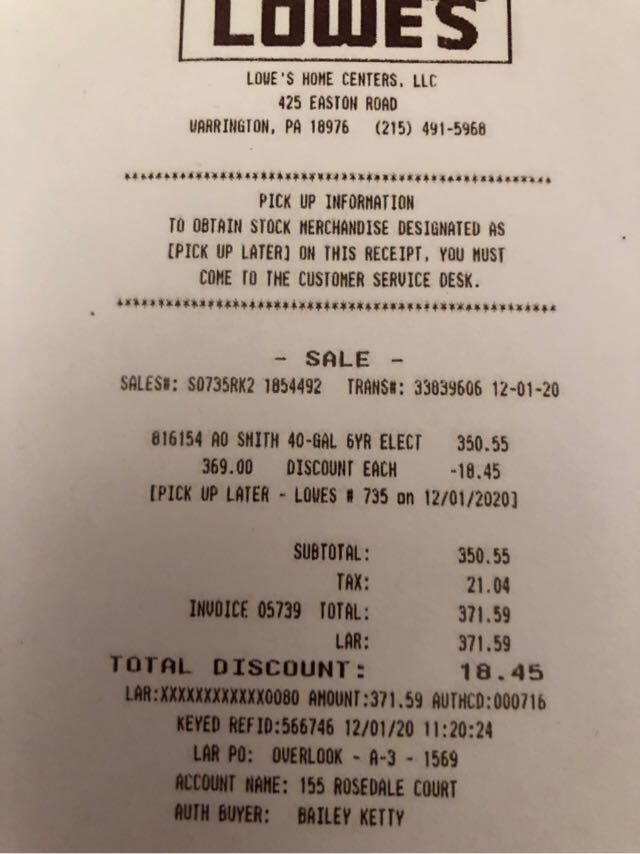 LOWE'S
LOWE'S HOME CENTERS, LLC
425 EASTON ROAD
WARRINGTON, PA 18976 (215) 491-5968
**********************************************************
PICK UP INFORMATION
TO OBTAIN STOCK MERCHANDISE DESIGNATED AS
[PICK UP LATER] ON THIS RECEIPT, YOU MUST
COME TO THE CUSTOMER SERVICE DESK.
**********************************************************
- SALE -
SALES#: S0735RK2 1854492 TRANS#: 33839606 12-01-20
816154 AO SMITH 40-GAL 6YR ELECT 350.55
369.00 DISCOUNT EACH -18.45
[PICK UP LATER - LOWES # 735 on 12/01/2020]
SUBTOTAL: 350.55
TAX: 21.04
INVOICE 05739 TOTAL: 371.59
LAR: 371.59
TOTAL DISCOUNT: 18.45
LAR:XXXXXXXXXXXX0080 AMOUNT:371.59 AUTHCD:000716
KEYED REFID:566746 12/01/20 11:20:24
LAR PO: OVERLOOK - A-3 - 1569
ACCOUNT NAME: 155 ROSEDALE COURT
AUTH BUYER: BAILEY KETTY